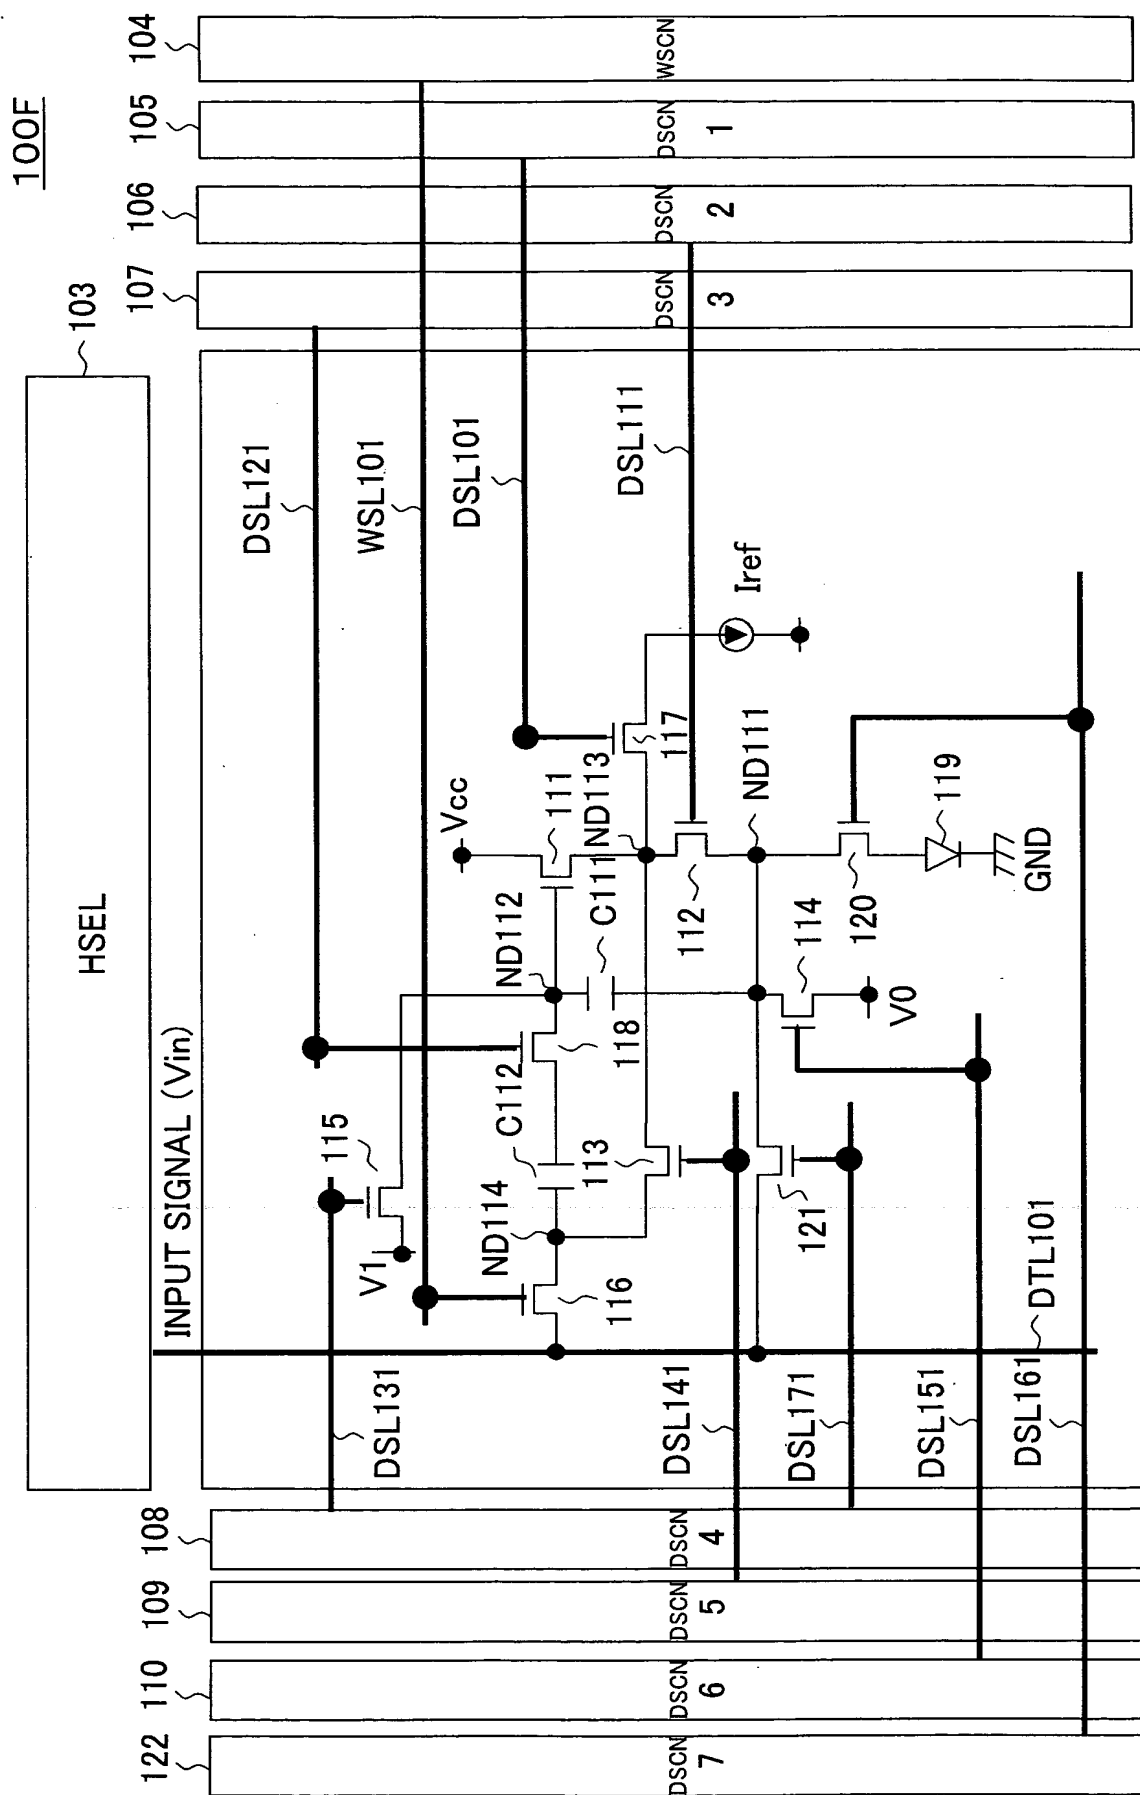 100F
103
HSEL
INPUT SIGNAL (Vin)
104
WSCN
105
DSCN
1
106
DSCN
2
107
DSCN
3
108
DSCN
4
109
DSCN
5
110
DSCN
6
122
DSCN
7
DSL121
WSL101
DSL101
DSL111
DSL131
DSL141
DSL171
DSL151
DSL161
DTL101
V1
115
116
ND114
C112
113
118
ND112
C111
Vcc
111
ND113
117
Iref
112
ND111
114
V0
120
119
GND
121